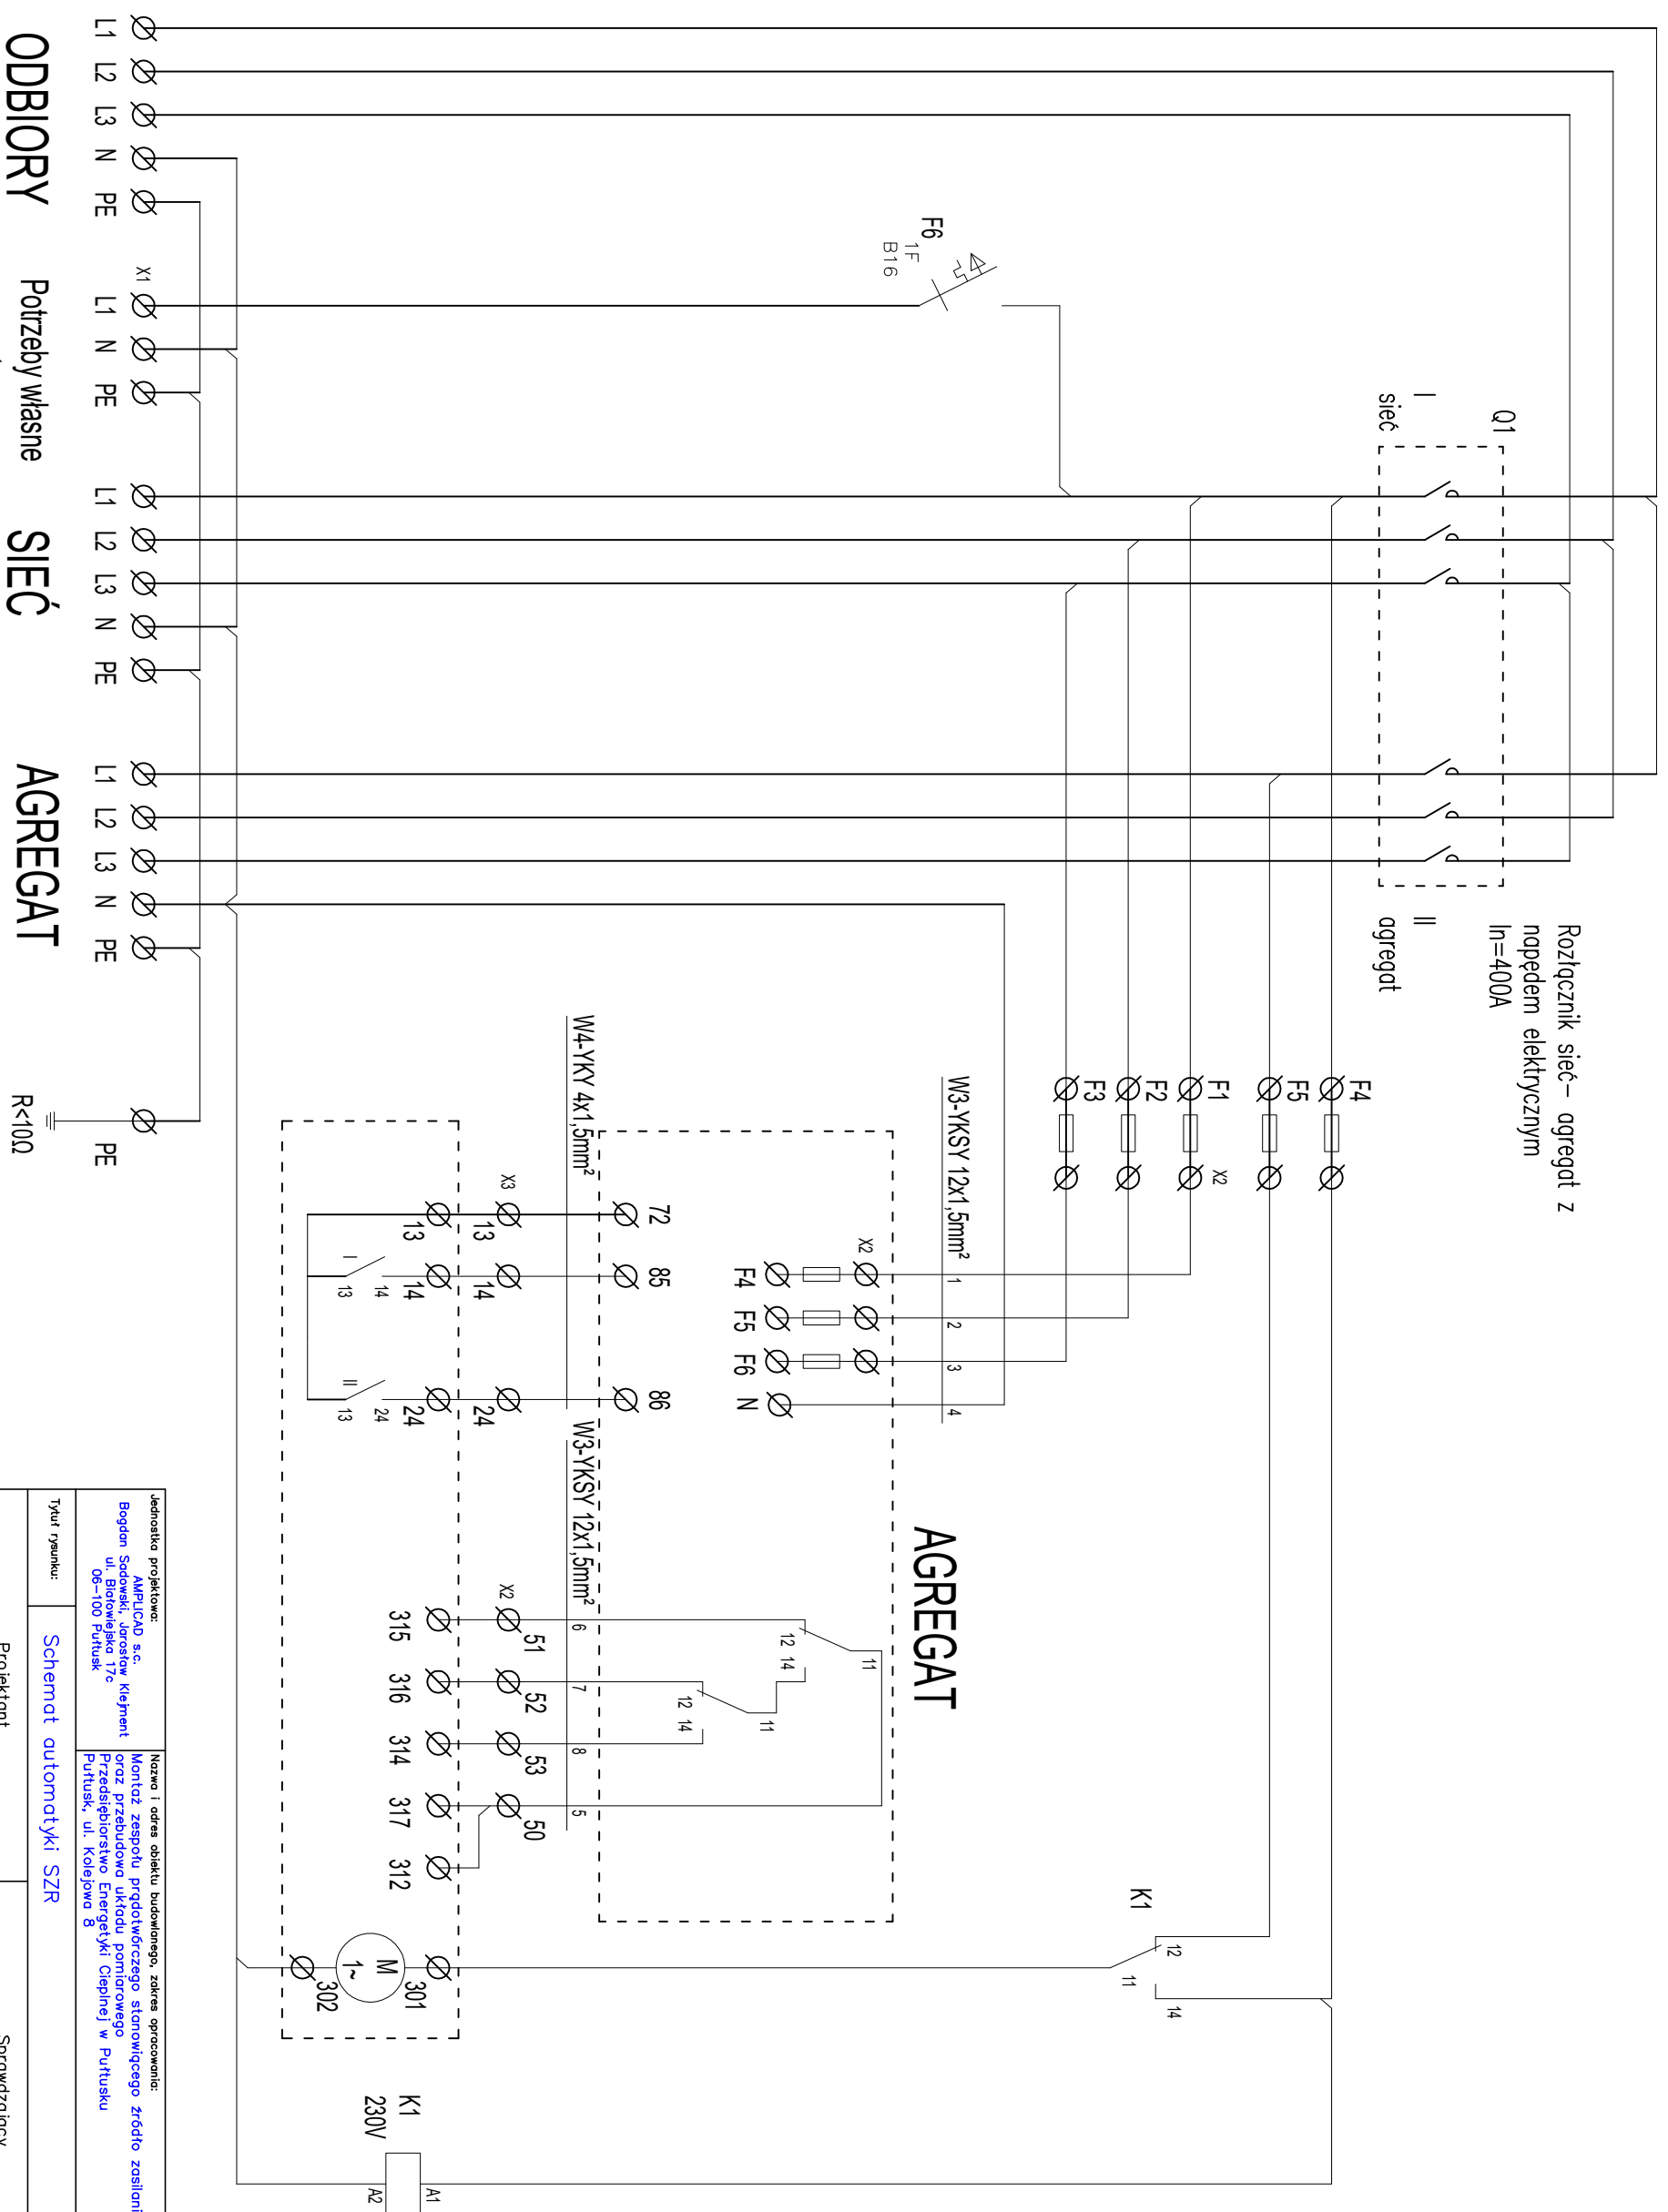 Rozłącznik sieć– agregat z
napędem elektrycznym
In=400A
Q1
I
sieć
II
agregat
F4
F5
F1
X2
F2
F3
F6
1F
B16
W3-YKSY 12x1,5mm²
1
2
3
4
AGREGAT
K1
12
11
14
X2
F4
F5
F6
N
11
12
14
11
12
14
72
85
86
W4-YKY 4x1,5mm²
W3-YKSY 12x1,5mm²
6
7
8
5
X3
13
14
24
X2
51
52
53
50
13
14
24
315
316
314
317
312
I
13
14
II
13
24
301
M
1~
302
K1
230V
A1
A2
X1
L1
L2
L3
N
PE
L1
N
PE
L1
L2
L3
N
PE
L1
L2
L3
N
PE
PE
ODBIORY
Potrzeby własne
SIEĆ
AGREGAT
R<10Ω
Jednostka projektowa:
AMPLICAD s.c.
Bogdan Sadowski, Jarosław Klejment
ul. Białowiejska 17c
06–100 Pułtusk
Nazwa i adres obiektu budowlanego, zakres opracowania:
Montaż zespołu prądotwórczego stanowiącego źródło zasilani
oraz przebudowa układu pomiarowego
Przedsiębiorstwo Energetyki Cieplnej w Pułtusku
Pułtusk, ul. Kolejowa 8
Tytuł rysunku:
Schemat automatyki SZR
Projektant
Sprawdzający